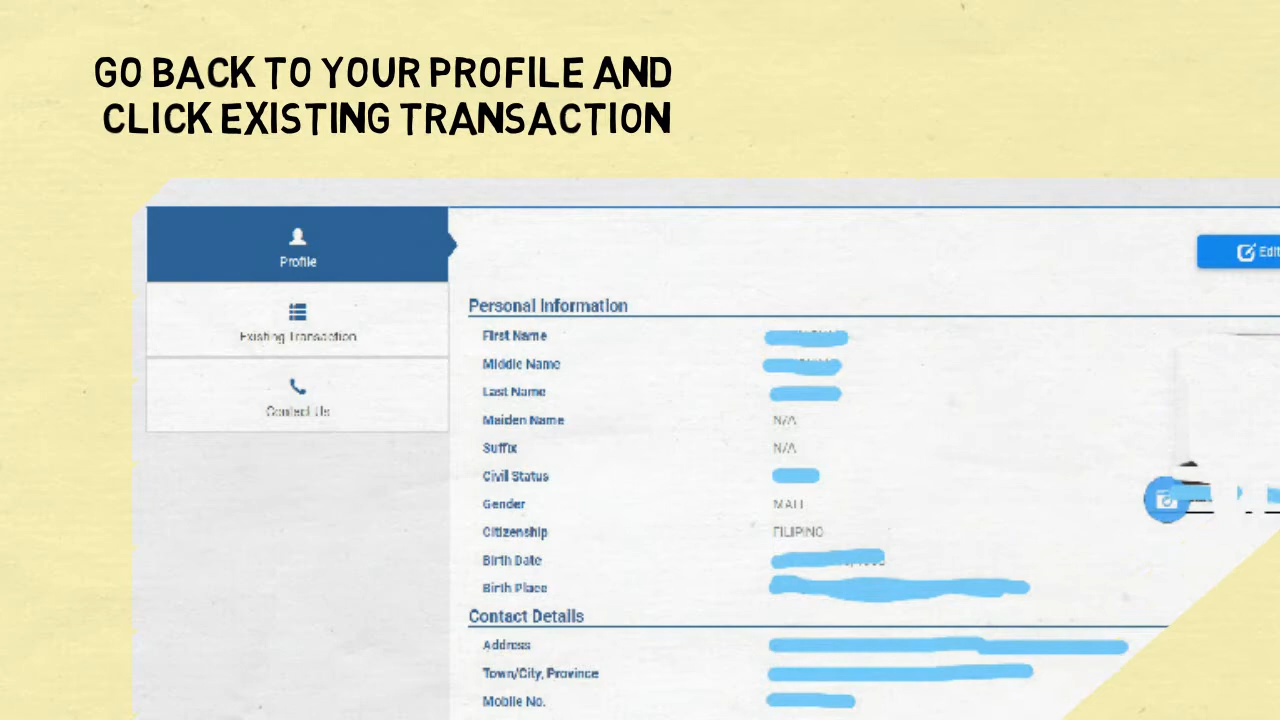 GO BACK TO YOUR PROFILE AND
CLICK EXISTING TRANSACTION
Profile
Edit
Existing Transaction
Contact Us
Personal Information
First Name
Middle Name
Last Name
Maiden Name N/A
Suffix N/A
Civil Status
Gender MALE
Citizenship FILIPINO
Birth Date
Birth Place
Contact Details
Address
Town/City, Province
Mobile No.